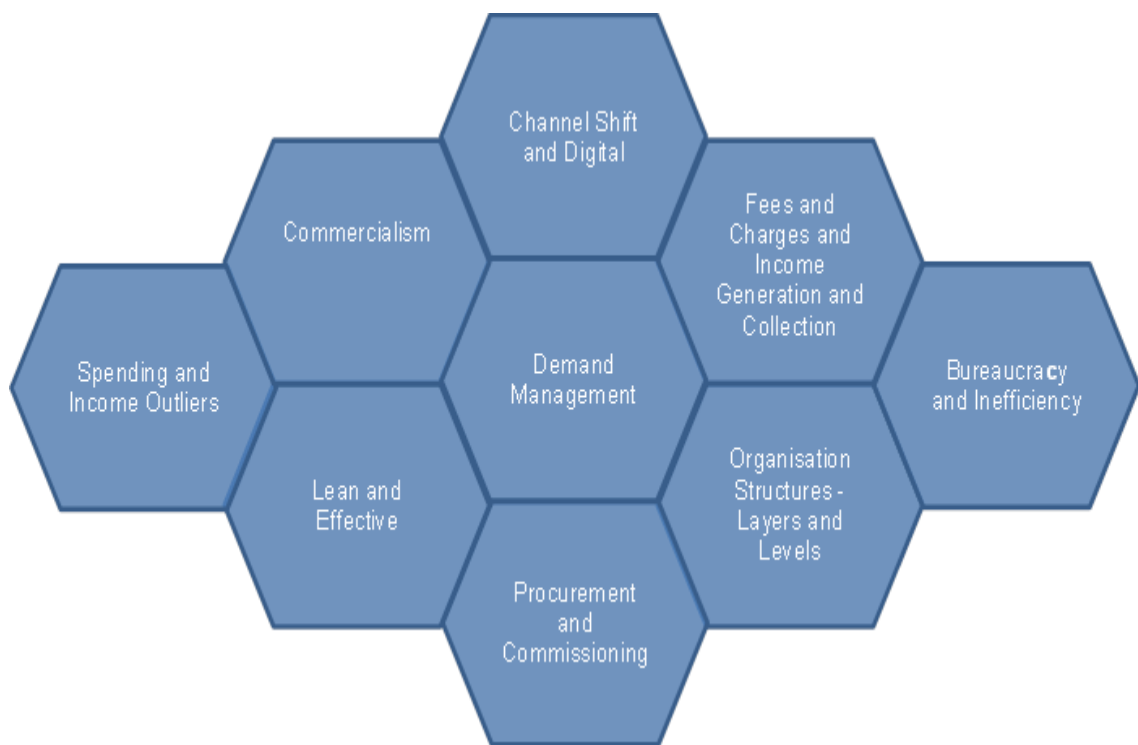 Channel Shift
and Digital
Commercialism
Fees and
Charges and
Income
Generation and
Collection
Spending and
Income Outliers
Demand
Management
Bureaucracy
and Inefficiency
Lean and
Effective
Organisation
Structures -
Layers and
Levels
Procurement
and
Commissioning